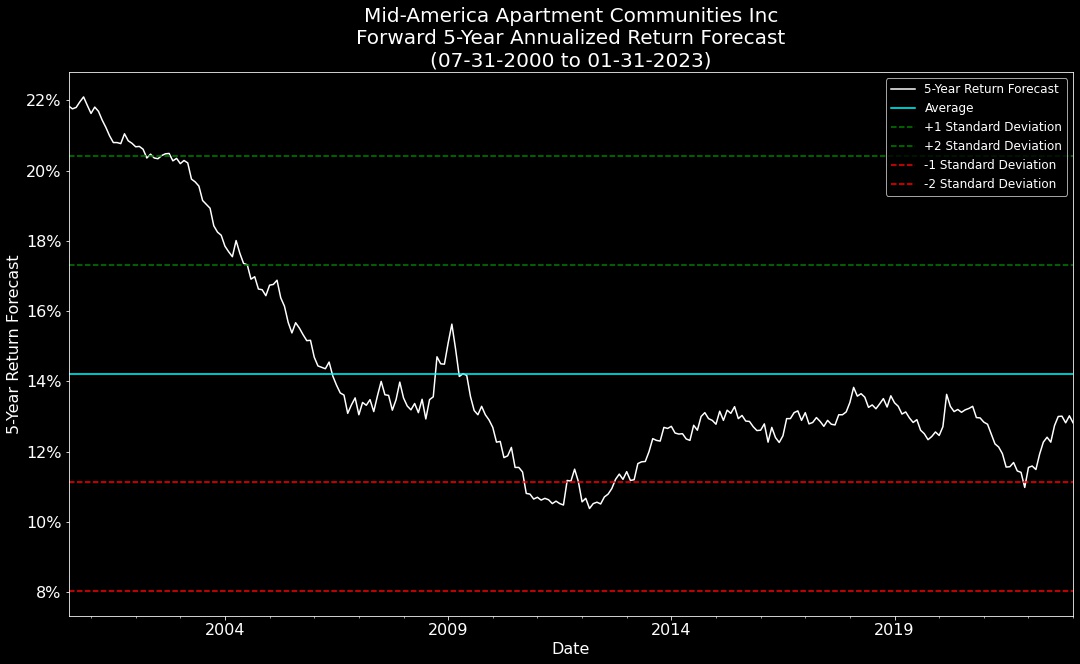 Mid-America Apartment Communities Inc
Forward 5-Year Annualized Return Forecast
(07-31-2000 to 01-31-2023)
5-Year Return Forecast
Average
+1 Standard Deviation
+2 Standard Deviation
-1 Standard Deviation
-2 Standard Deviation
22%
20%
18%
16%
14%
12%
10%
8%
5-Year Return Forecast
2004
2009
2014
2019
Date